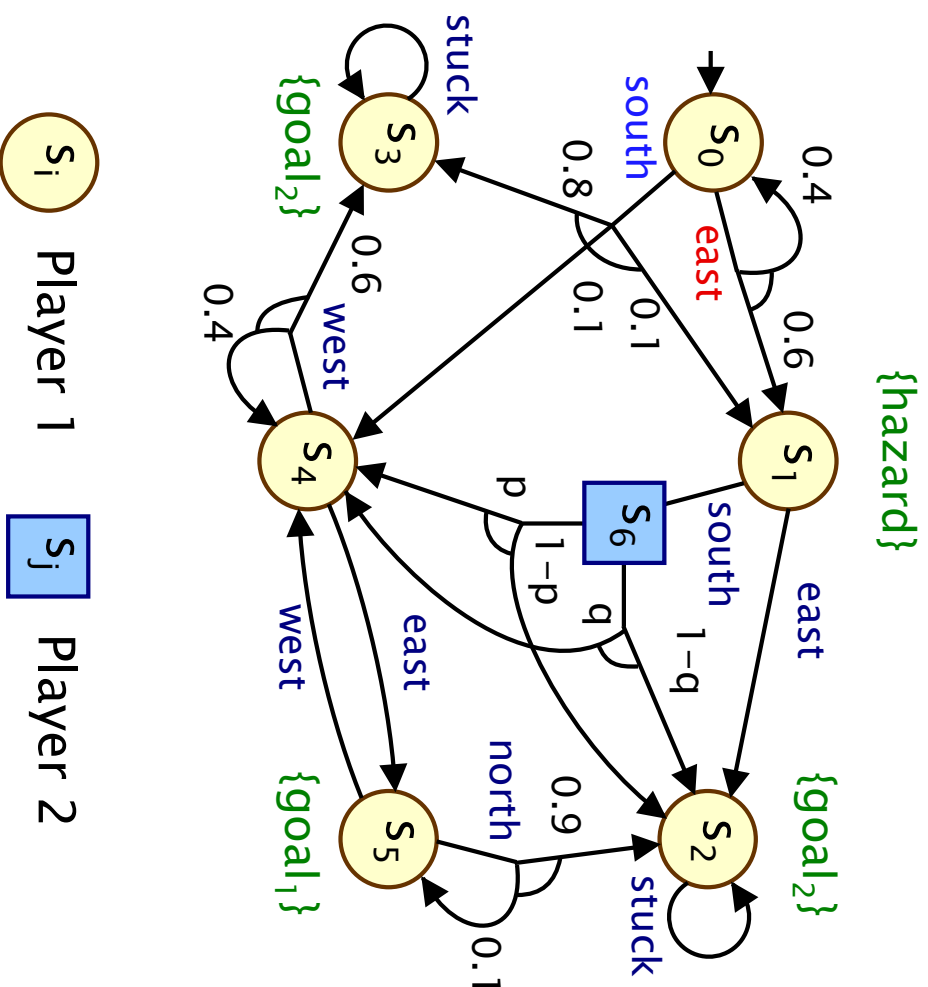 {hazard}
0.4
{goal₂}
0.6
east
s₁
s₀
east
south
s₂
1−q
0.1
south
s₆
stuck
q
0.1
0.8
0.9
1−p
p
north
0.1
stuck
east
s₃
s₅
0.6
west
s₄
{goal₂}
west
{goal₁}
0.4
sᵢ Player 1 sⱼ Player 2